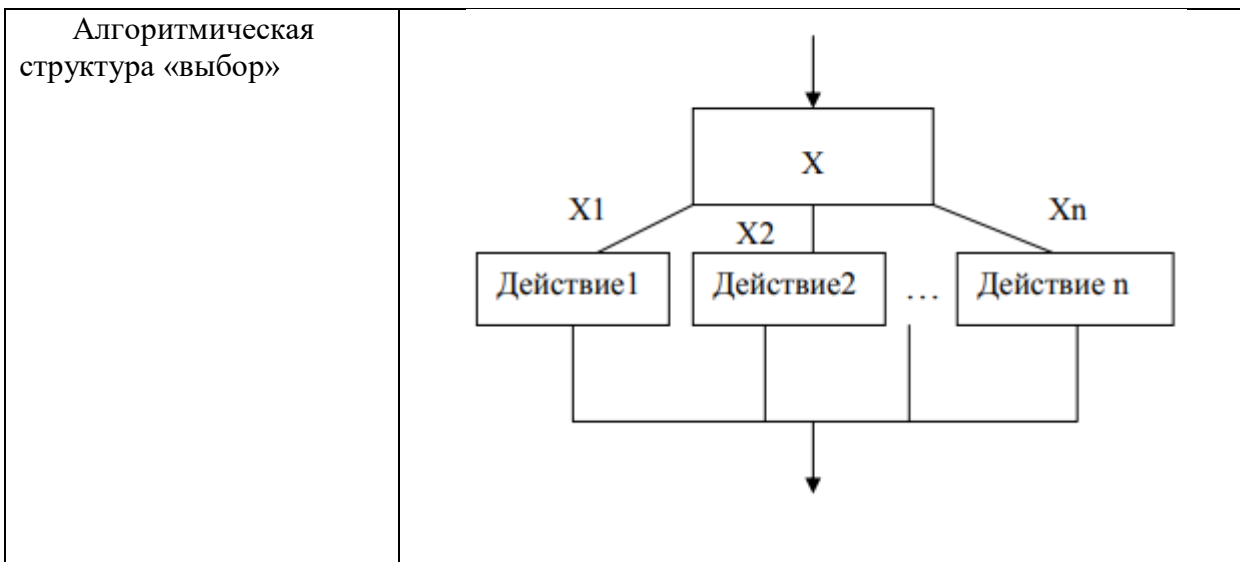 Алгоритмическая
структура «выбор»
X
X1
X2
Xn
Действие1
Действие2
…
Действие n